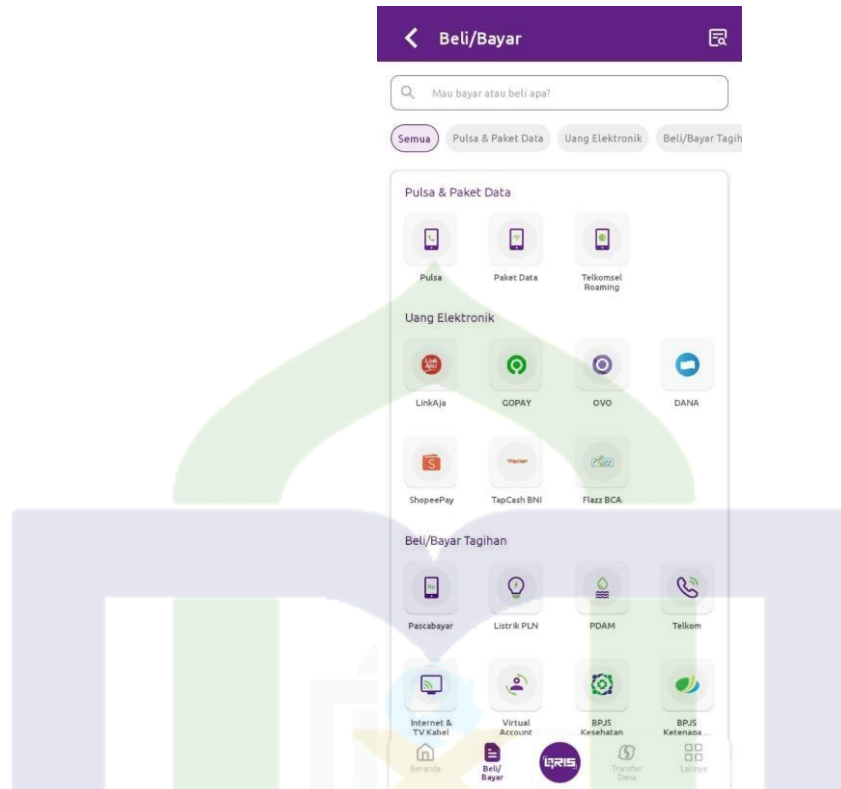 Beli/Bayar
Mau bayar atau beli apa?
Semua Pulsa & Paket Data Uang Elektronik Beli/Bayar Tagih
Pulsa & Paket Data
Pulsa Paket Data Telkomsel
Roaming
Uang Elektronik
LinkAja GOPAY OVO DANA
ShopeePay TapCash BNI Flazz BCA
Beli/Bayar Tagihan
Pascabayar Listrik PLN PDAM Telkom
Internet & Virtual BPJS BPJS
TV Kabel Account Kesehatan Ketenaga...
Beranda Beli/ QRIS Transfer Lainnya
Bayar Dana